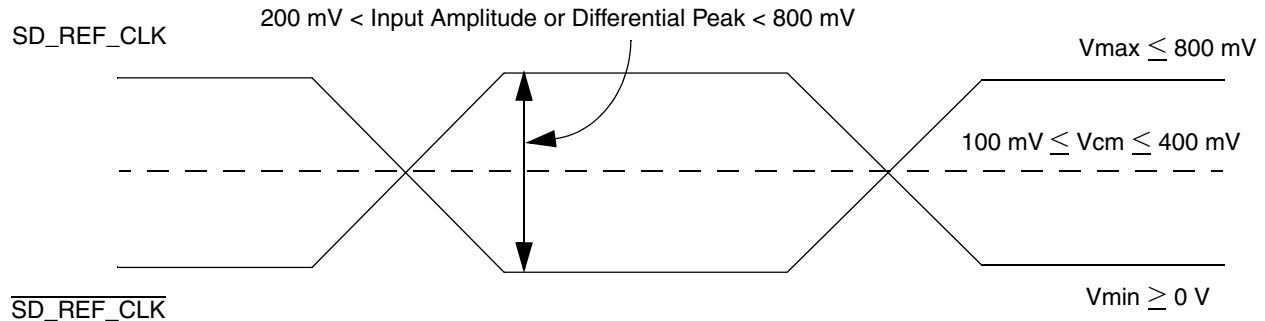 200 mV < Input Amplitude or Differential Peak < 800 mV
SD_REF_CLK
Vmax ≤ 800 mV
100 mV ≤ Vcm ≤ 400 mV
Vmin ≥ 0 V
S̅D̅_̅R̅E̅F̅_̅C̅L̅K̅